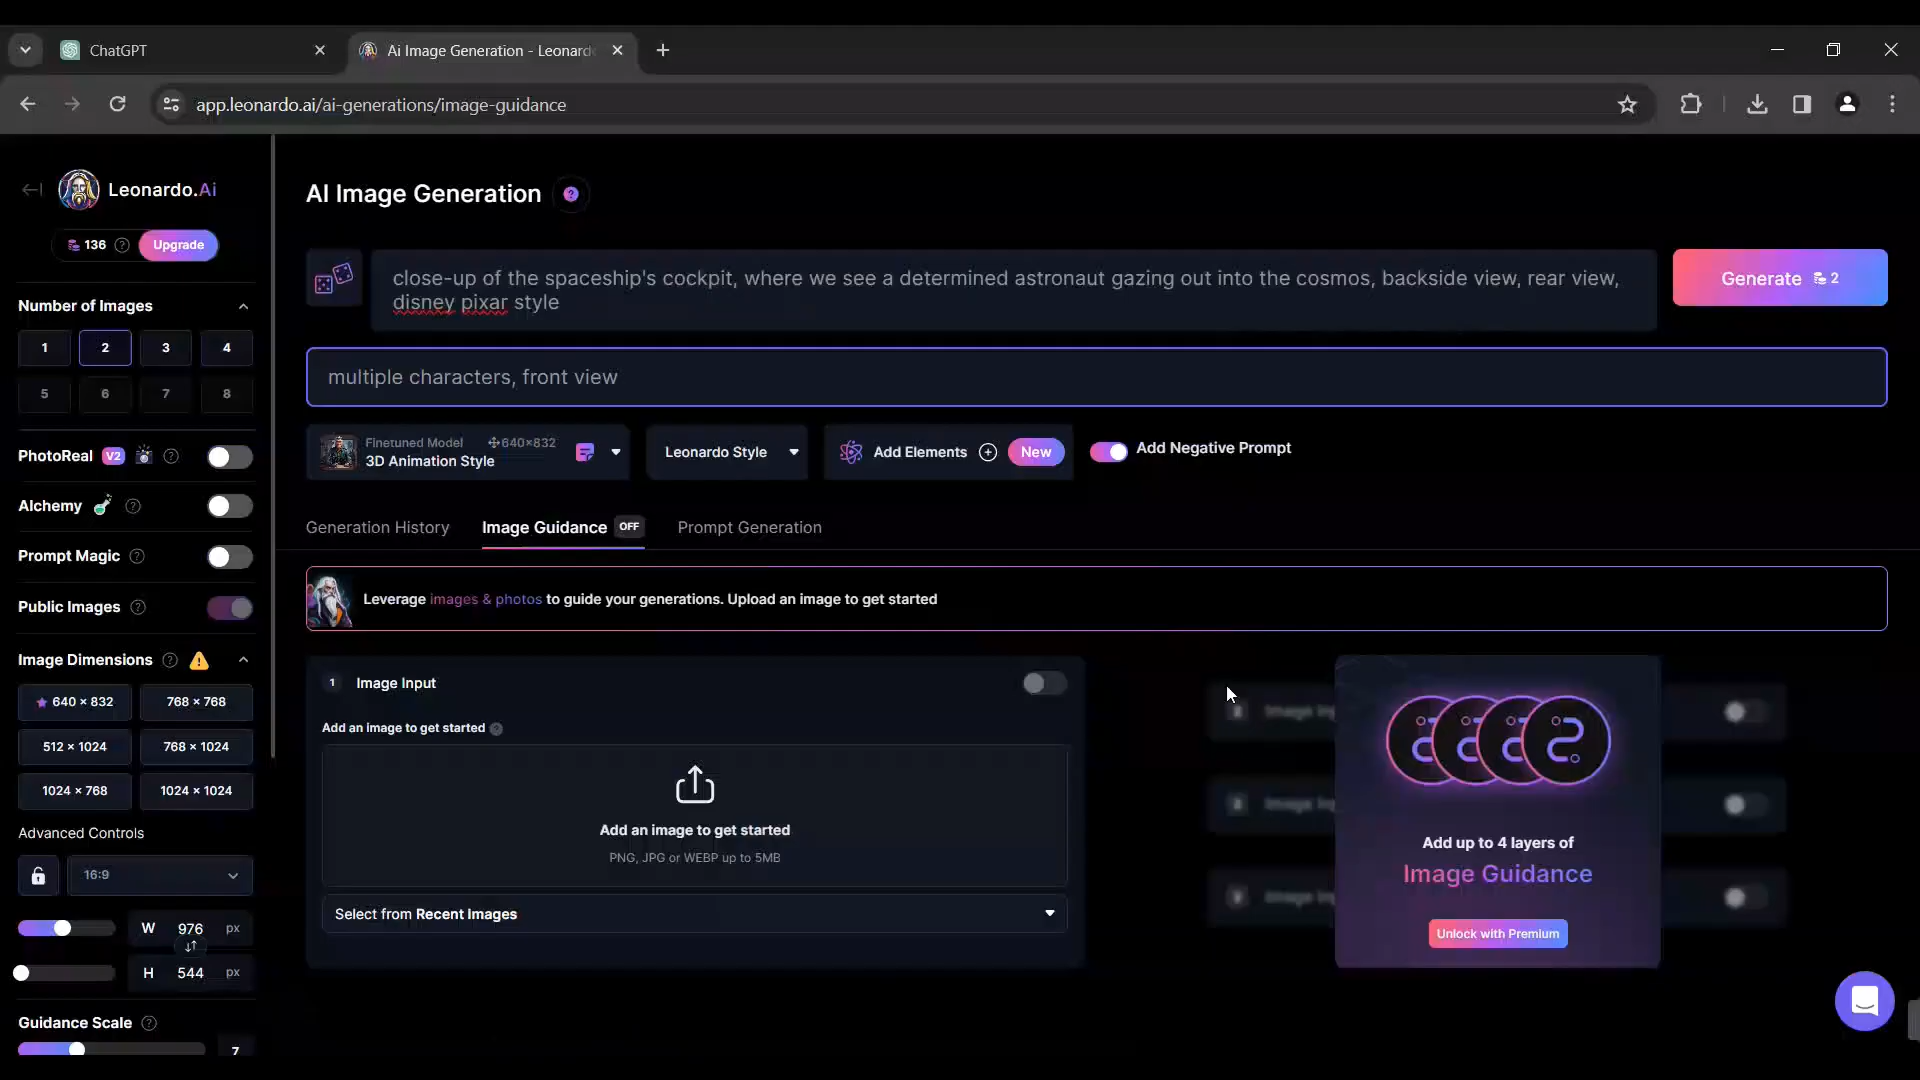 ChatGPT
Ai Image Generation - Leonard
app.leonardo.ai/ai-generations/image-guidance
Leonardo.Ai
136
Upgrade
Number of Images
1
2
3
4
5
6
7
8
PhotoReal V2
Alchemy
Prompt Magic
Public Images
Image Dimensions
640 × 832
768 × 768
512 × 1024
768 × 1024
1024 × 768
1024 × 1024
Advanced Controls
16:9
W 976 px
H 544 px
Guidance Scale
7
AI Image Generation
close-up of the spaceship's cockpit, where we see a determined astronaut gazing out into the cosmos, backside view, rear view,
disney pixar style
Generate 2
multiple characters, front view
Finetuned Model 640×832
3D Animation Style
Leonardo Style
Add Elements
New
Add Negative Prompt
Generation History
Image Guidance OFF
Prompt Generation
Leverage images & photos to guide your generations. Upload an image to get started
1 Image Input
Add an image to get started
Add an image to get started
PNG, JPG or WEBP up to 5MB
Select from Recent Images
Add up to 4 layers of
Image Guidance
Unlock with Premium